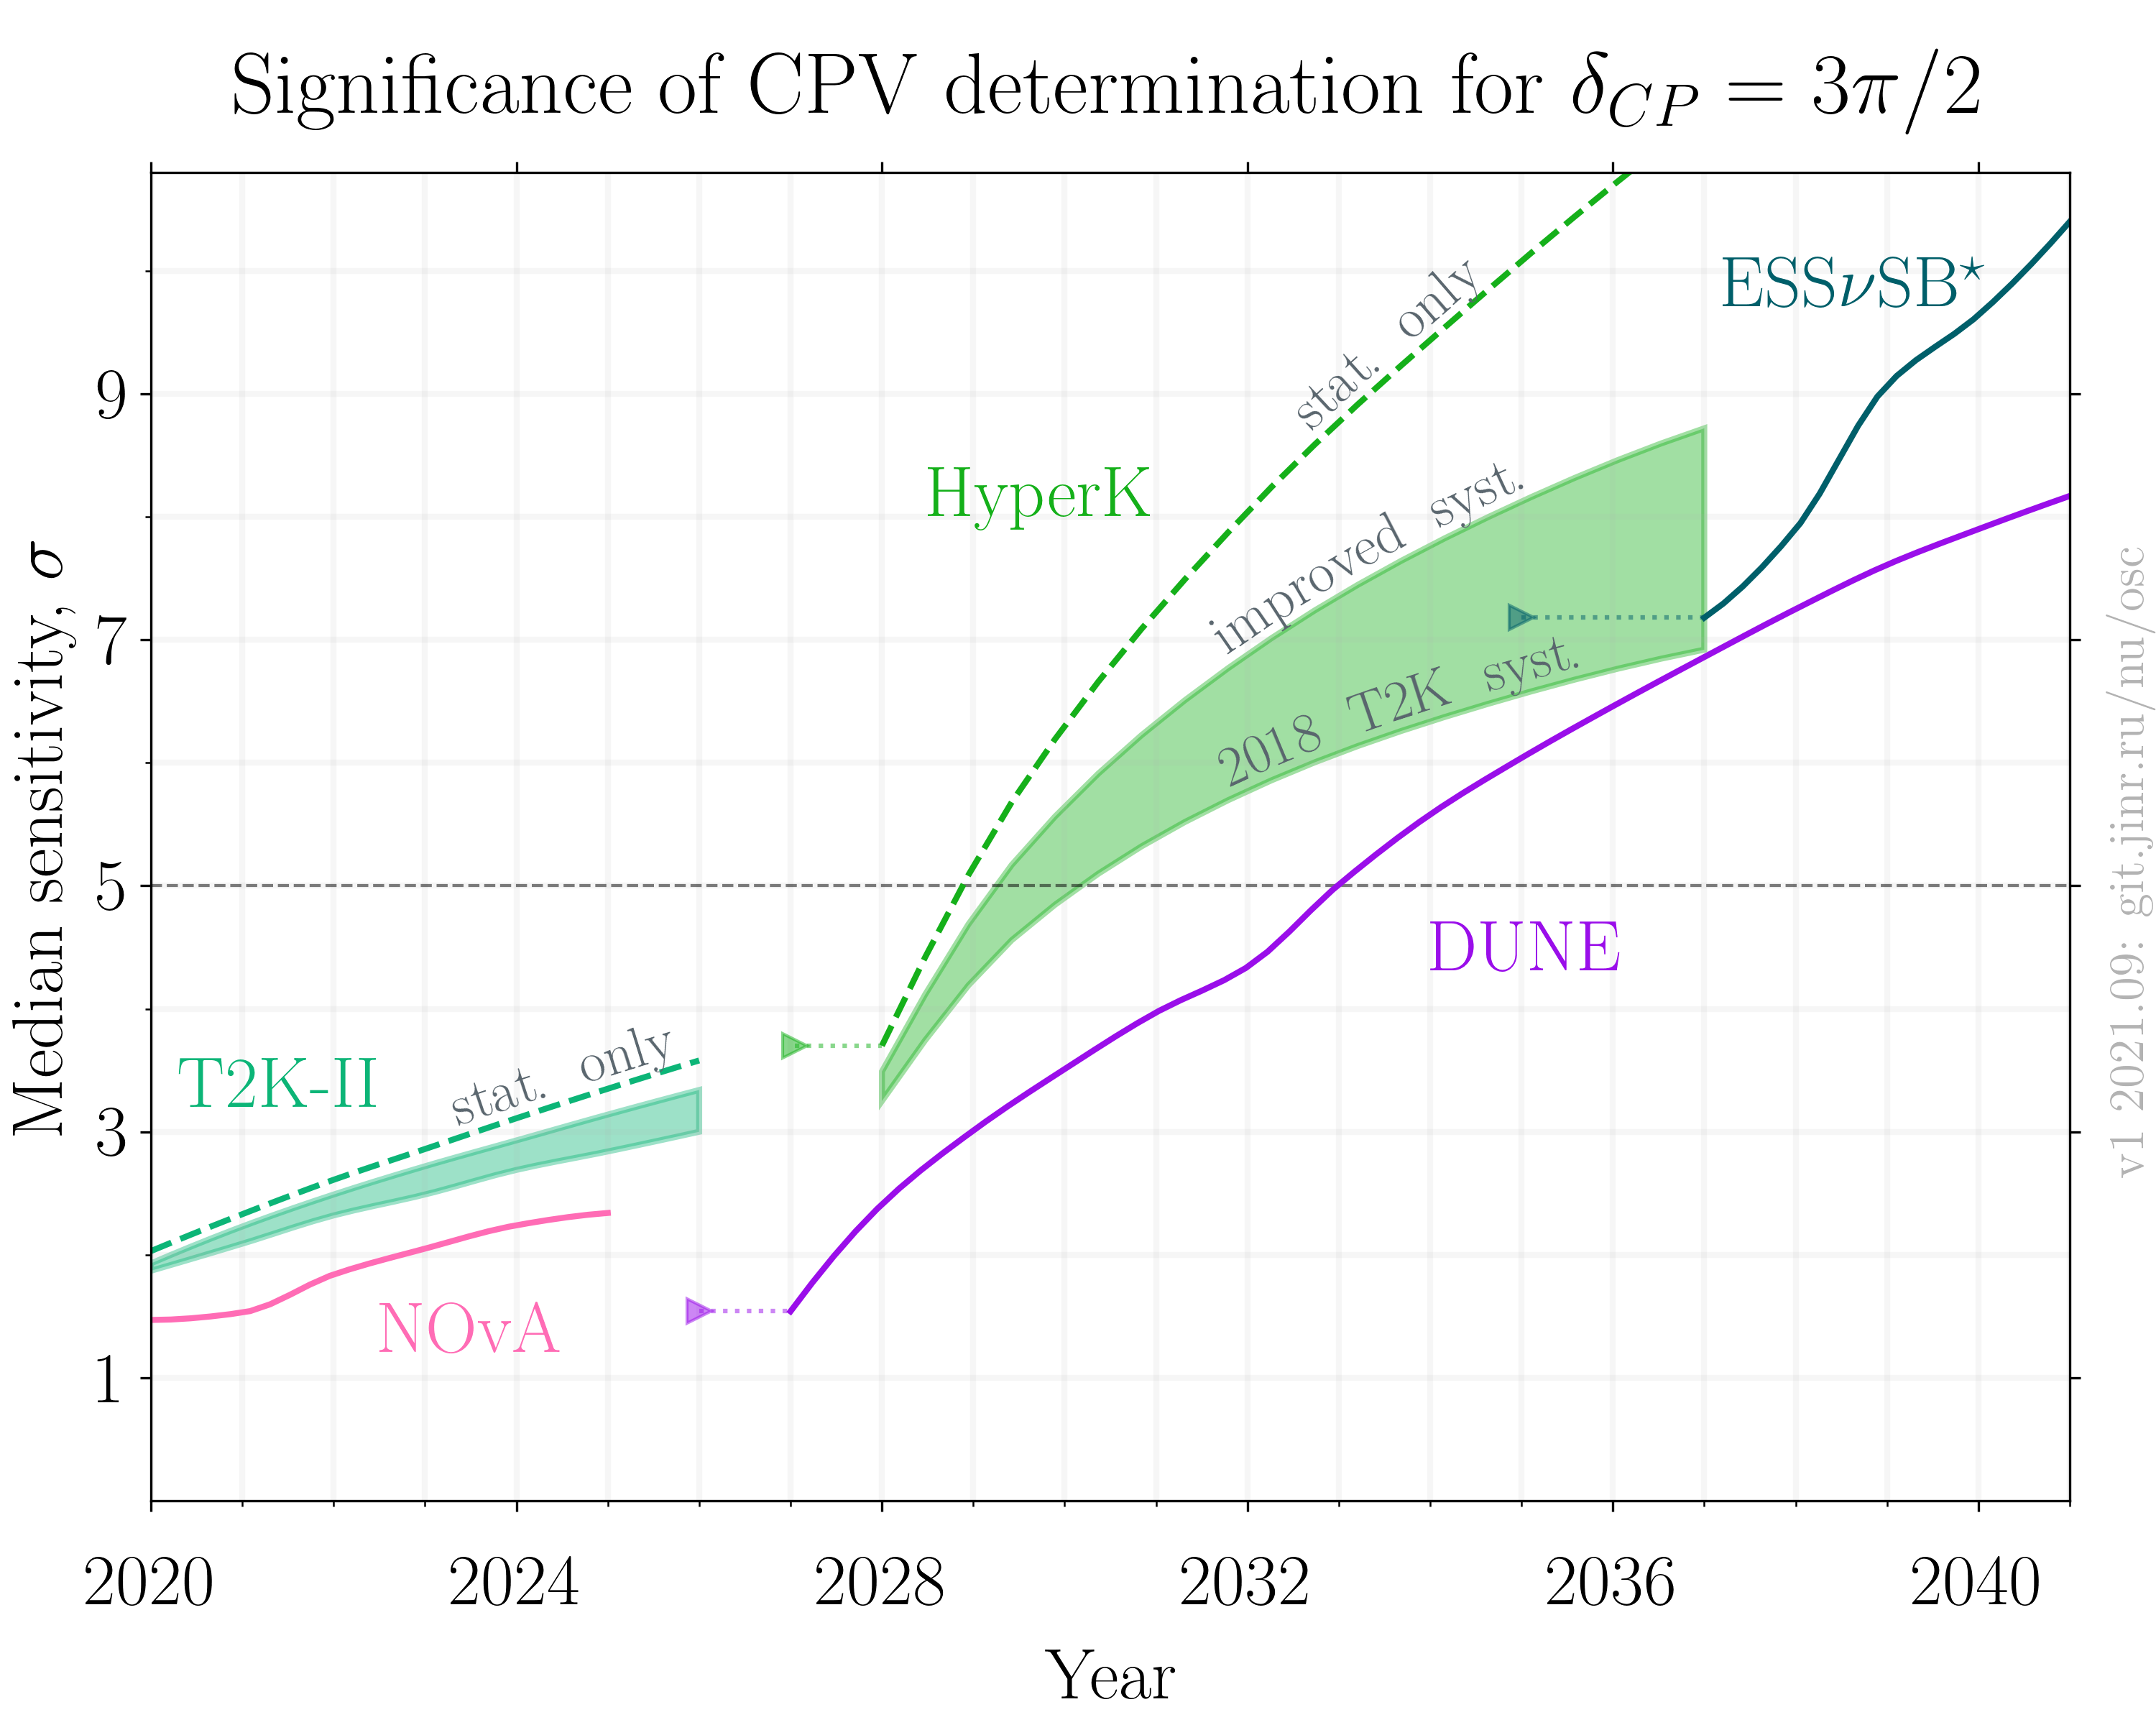 Significance of CPV determination for δCP = 3π/2
Median sensitivity, σ
9
7
5
3
1
HyperK
stat. only
improved syst.
2018 T2K syst.
ESSνSB⋆
DUNE
T2K-II
stat. only
NOvA
2020 2024 2028 2032 2036 2040
Year
v1 2021.09: git.jinr.ru/nu/osc